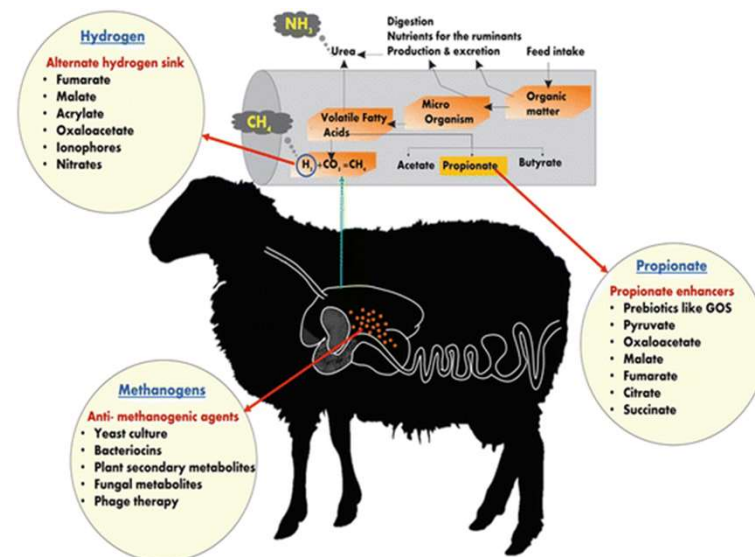 Hydrogen
Alternate hydrogen sink
• Fumarate
• Malate
• Acrylate
• Oxaloacetate
• Ionophores
• Nitrates
NH₃
Urea
Digestion
Nutrients for the ruminants
Production & excretion
Feed intake
Organic
matter
Micro
Organism
Volatile Fatty
Acids
CH₄
H₂ +CO₂ =CH₄
Acetate
Propionate
Butyrate
Propionate
Propionate enhancers
• Prebiotics like GOS
• Pyruvate
• Oxaloacetate
• Malate
• Fumarate
• Citrate
• Succinate
Methanogens
Anti- methanogenic agents
• Yeast culture
• Bacteriocins
• Plant secondary metabolites
• Fungal metabolites
• Phage therapy